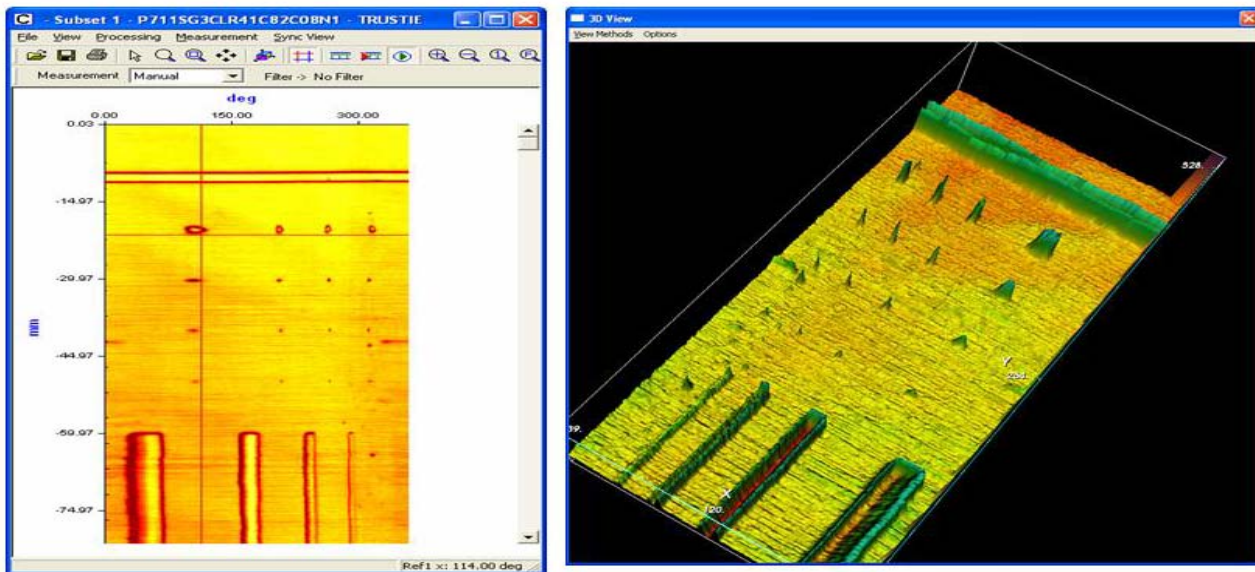 - Subset 1 - P711SG3CLR41CB2C0BN1 - TRUSTIE
File View Processing Measurement Sync View
Measurement Manual Filter -> No Filter
deg
0.00 150.00 300.00
0.03
-14.97
-29.97
mm
-44.97
-59.97
-74.97
Ref1 x: 114.00 deg
3D View
View Methods Options
528.
Y
264.
39.
X
120.